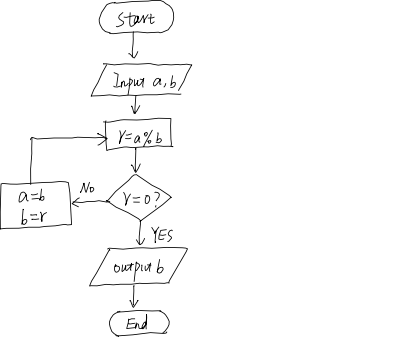 Start
Input a, b
r=a%b
r=0?
No
a=b
b=r
YES
output b
End